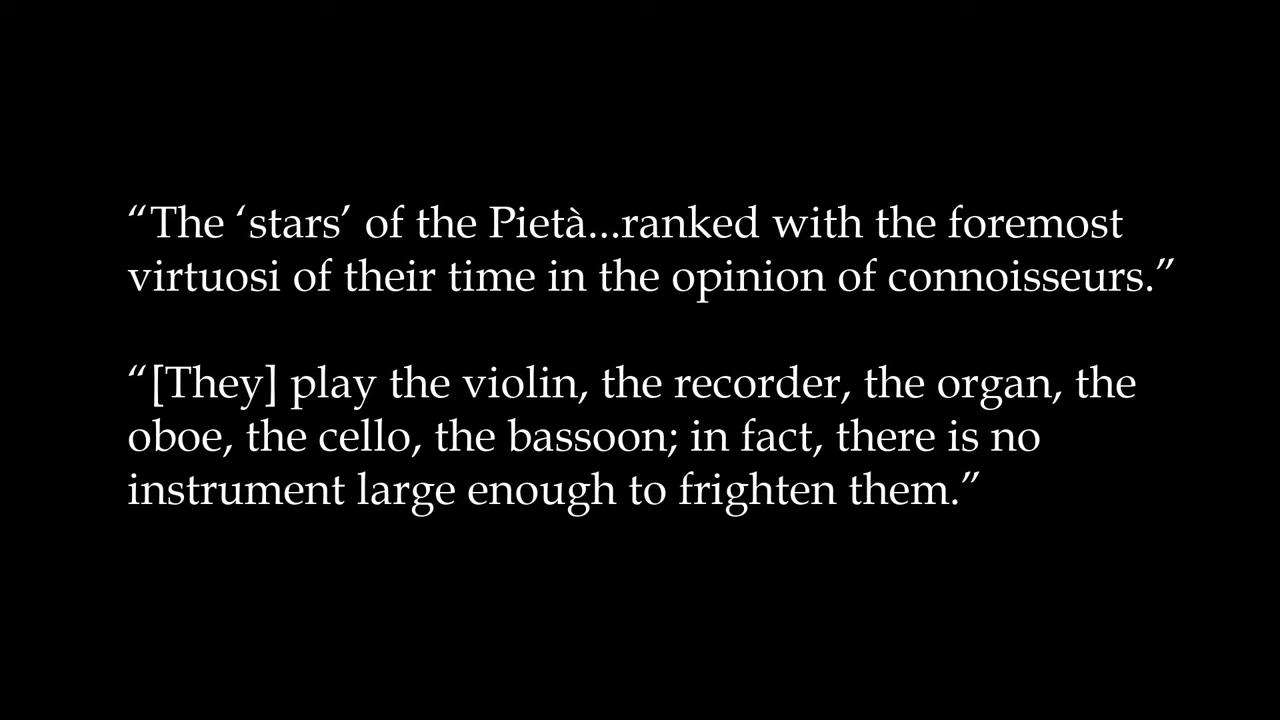 “The ‘stars’ of the Pietà...ranked with the foremost
virtuosi of their time in the opinion of connoisseurs.”
“[They] play the violin, the recorder, the organ, the
oboe, the cello, the bassoon; in fact, there is no
instrument large enough to frighten them.”